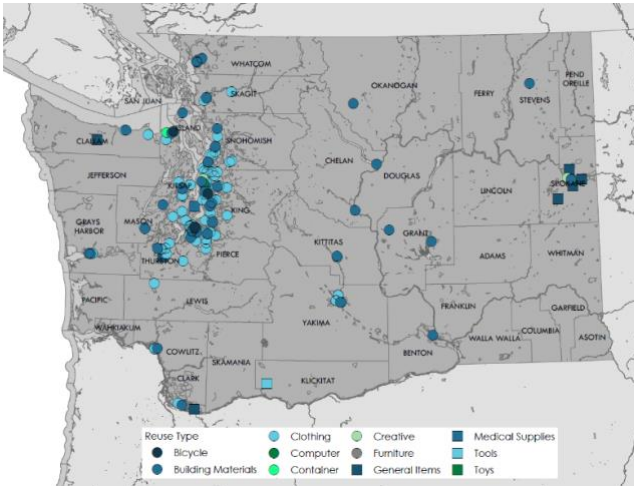 WHATCOM
SAN JUAN
SKAGIT
OKANOGAN
FERRY
STEVENS
PEND
OREILLE
ISLAND
CLALLAM
SNOHOMISH
CHELAN
DOUGLAS
JEFFERSON
KITSAP
LINCOLN
SPOKANE
GRAYS
HARBOR
MASON
KING
GRANT
KITTITAS
THURSTON
PIERCE
ADAMS
WHITMAN
PACIFIC
LEWIS
YAKIMA
FRANKLIN
GARFIELD
WAHKIAKUM
COWLITZ
BENTON
WALLA WALLA
COLUMBIA
ASOTIN
SKAMANIA
CLARK
KLICKITAT
Reuse Type
Bicycle
Building Materials
Clothing
Computer
Container
Creative
Furniture
General Items
Medical Supplies
Tools
Toys